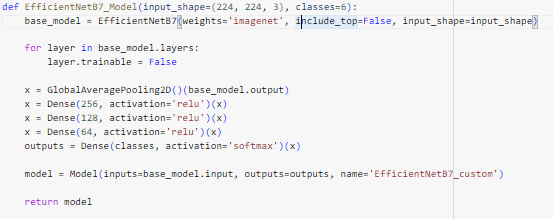 def EfficientNetB7_Model(input_shape=(224, 224, 3), classes=6):
    base_model = EfficientNetB7(weights='imagenet', include_top=False, input_shape=input_shape)
    for layer in base_model.layers:
        layer.trainable = False
    x = GlobalAveragePooling2D()(base_model.output)
    x = Dense(256, activation='relu')(x)
    x = Dense(128, activation='relu')(x)
    x = Dense(64, activation='relu')(x)
    outputs = Dense(classes, activation='softmax')(x)
    model = Model(inputs=base_model.input, outputs=outputs, name='EfficientNetB7_custom')
    return model